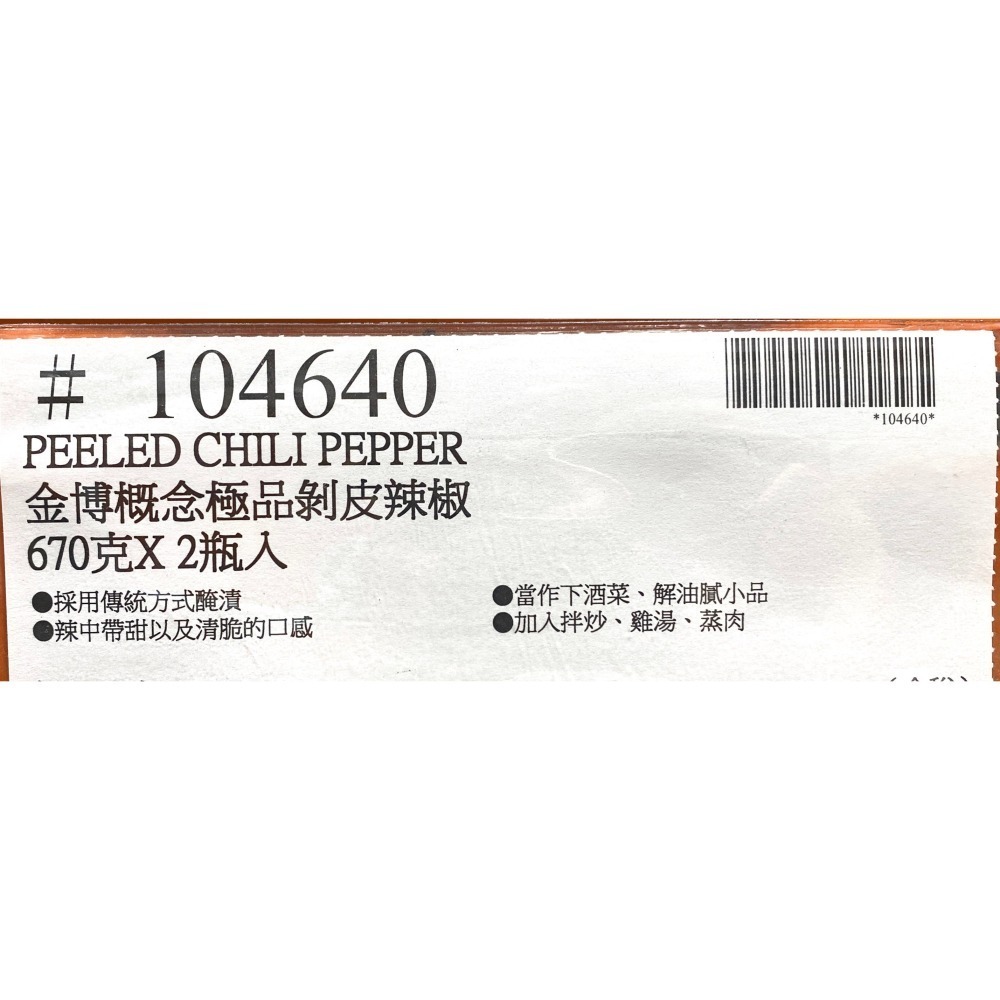 # 104640
*104640*
PEELED CHILI PEPPER
金博概念極品剝皮辣椒
670克X 2瓶入
●採用傳統方式醃漬
●辣中帶甜以及清脆的口感
●當作下酒菜、解油膩小品
●加入拌炒、雞湯、蒸肉